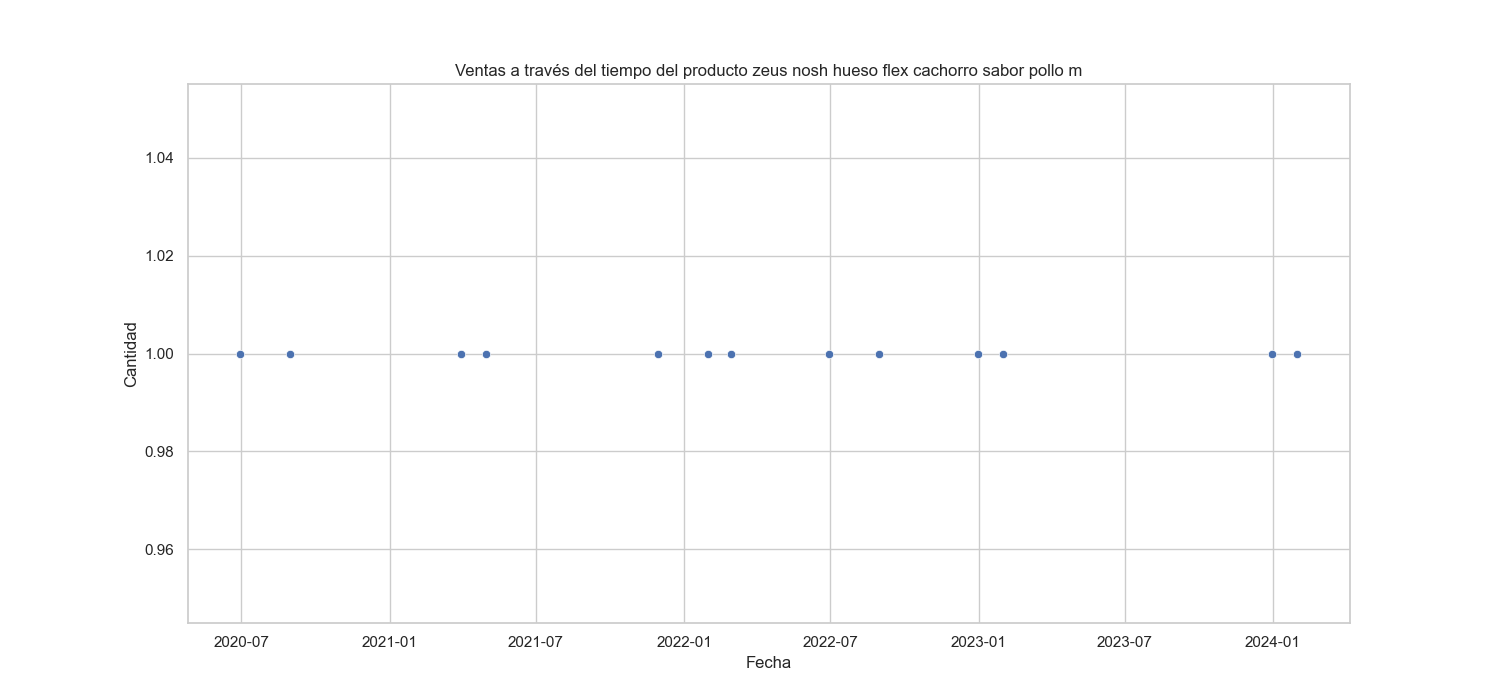 Ventas a través del tiempo del producto zeus nosh hueso flex cachorro sabor pollo m
1.04
1.02
1.00
0.98
0.96
Cantidad
2020-07 2021-01 2021-07 2022-01 2022-07 2023-01 2023-07 2024-01
Fecha